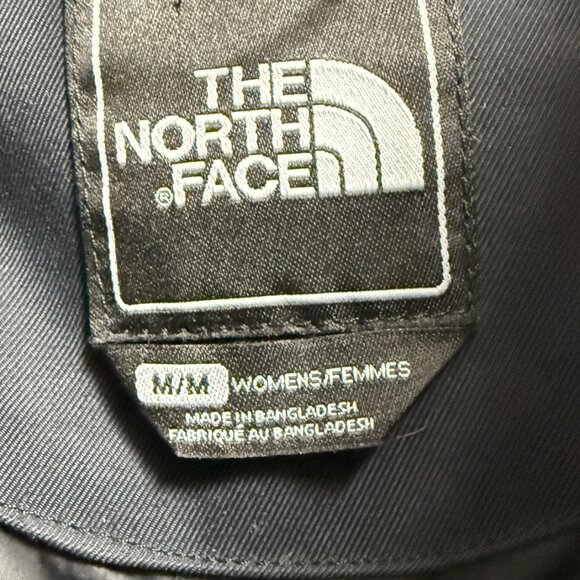 THE
NORTH
®FACE
M/M WOMENS/FEMMES
MADE IN BANGLADESH
FABRIQUÉ AU BANGLADESH